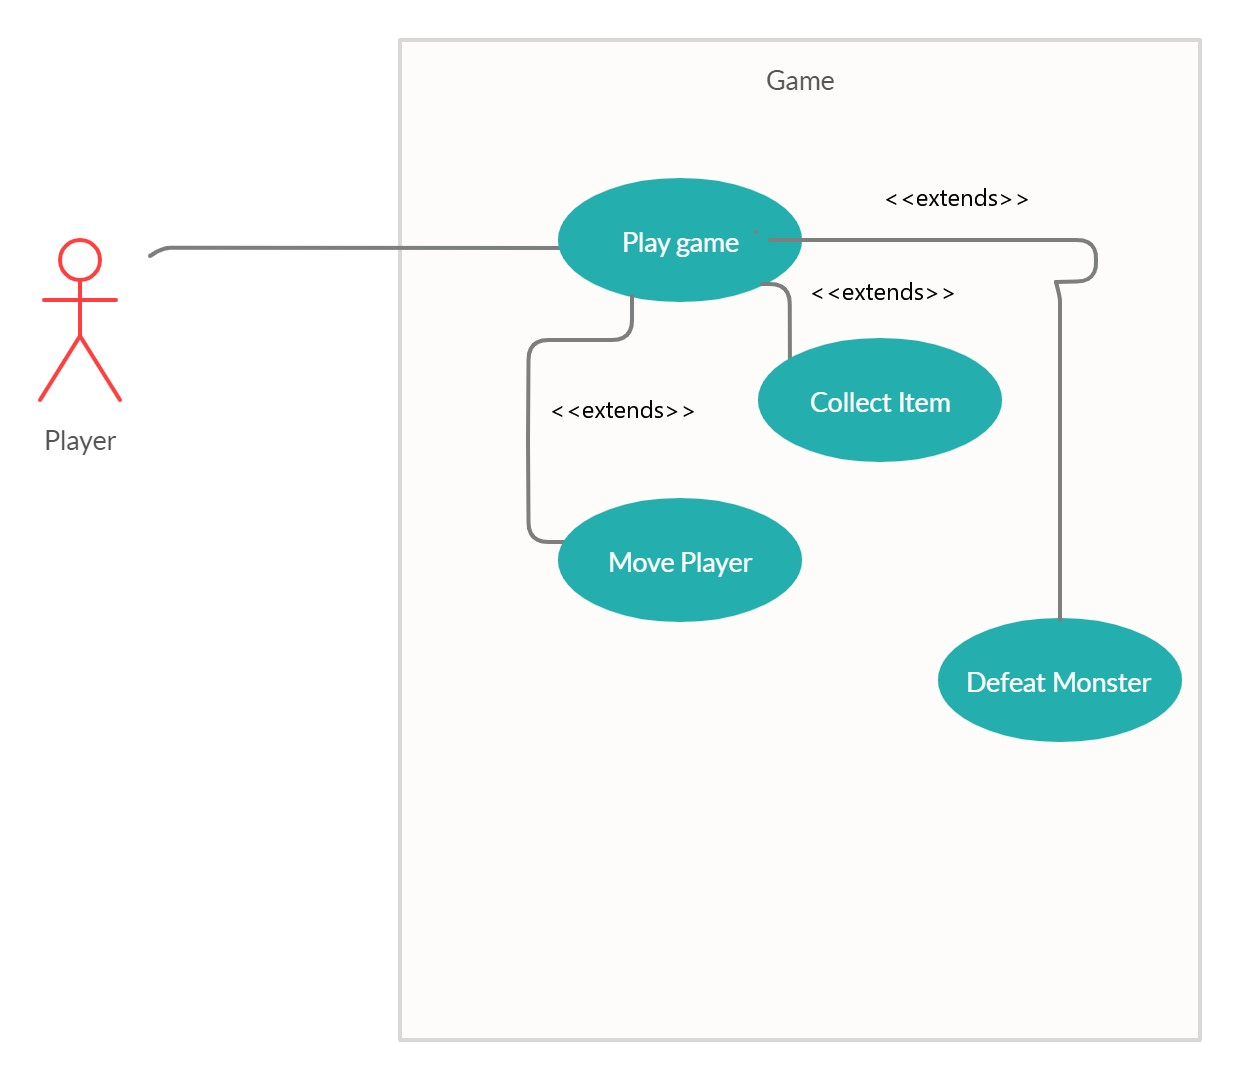 Game
<<extends>>
Play game
<<extends>>
Collect Item
<<extends>>
Player
Move Player
Defeat Monster